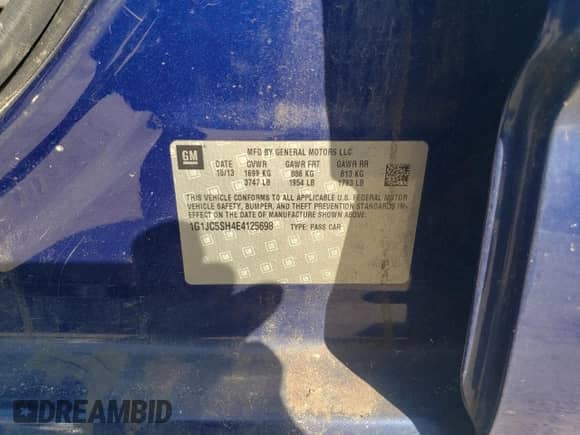 GM
MFD BY GENERAL MOTORS LLC
DATE GVWR GAWR FRT GAWR RR
10/13 1699 KG 886 KG 813 KG
3747 LB 1954 LB 1793 LB
THIS VEHICLE CONFORMS TO ALL APPLICABLE U.S. FEDERAL MOTOR
VEHICLE SAFETY, BUMPER, AND THEFT PREVENTION STANDARDS IN
EFFECT ON THE DATE OF MANUFACTURE SHOWN ABOVE.
1G1JC5SH4E4125698 TYPE: PASS CAR
DREAMBID